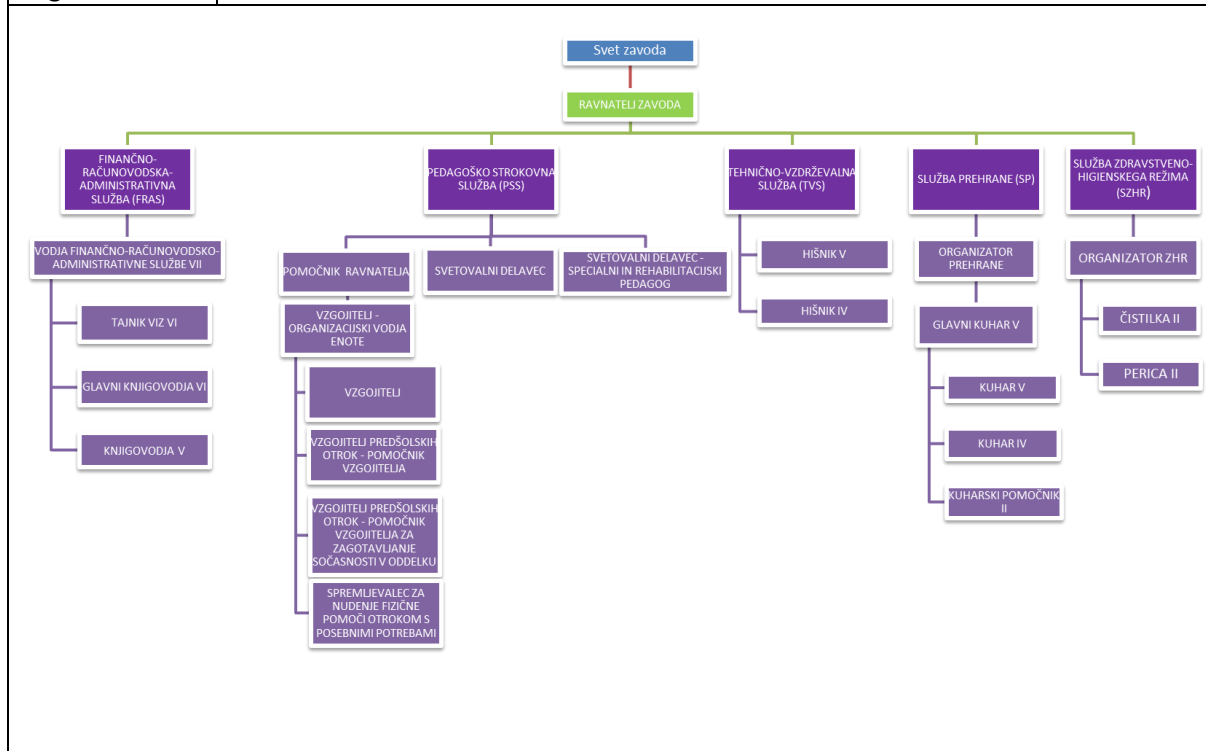 Svet zavoda
RAVNATELJ ZAVODA
FINANČNO-
RAČUNOVODSKA-
ADMINISTRATIVNA
SLUŽBA (FRAS)
VODJA FINANČNO-RAČUNOVODSKO-
ADMINISTRATIVNE SLUŽBE VII
TAJNIK VIZ VI
GLAVNI KNJIGOVODJA VI
KNJIGOVODJA V
PEDAGOŠKO STROKOVNA
SLUŽBA (PSS)
POMOČNIK RAVNATELJA
VZGOJITELJ -
ORGANIZACIJSKI VODJA
ENOTE
VZGOJITELJ
VZGOJITELJ PREDŠOLSKIH
OTROK - POMOČNIK
VZGOJITELJA
VZGOJITELJ PREDŠOLSKIH
OTROK - POMOČNIK
VZGOJITELJA ZA
ZAGOTAVLJANJE
SOČASNOSTI V ODDELKU
SPREMLJEVALEC ZA
NUDENJE FIZIČNE
POMOČI OTROKOM S
POSEBNIMI POTREBAMI
SVETOVALNI DELAVEC
SVETOVALNI DELAVEC -
SPECIALNI IN REHABILITACIJSKI
PEDAGOG
TEHNIČNO-VZDRŽEVALNA
SLUŽBA (TVS)
HIŠNIK V
HIŠNIK IV
SLUŽBA PREHRANE (SP)
ORGANIZATOR
PREHRANE
GLAVNI KUHAR V
KUHAR V
KUHAR IV
KUHARSKI POMOČNIK
II
SLUŽBA ZDRAVSTVENO-
HIGIENSKEGA REŽIMA
(SZHR)
ORGANIZATOR ZHR
ČISTILKA II
PERICA II